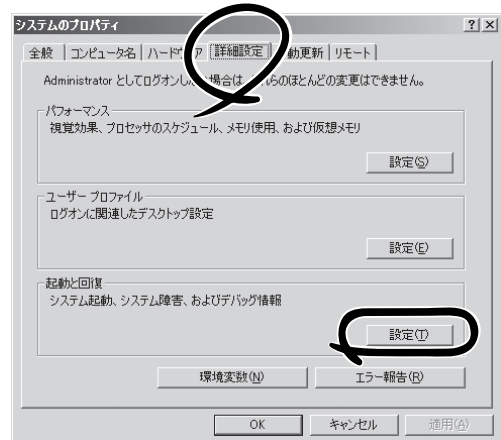 システムのプロパティ
全般 コンピュータ名 ハードウェア 詳細設定 自動更新 リモート
Administrator としてログオンし 場合は、 らのほとんどの変更はできません。
パフォーマンス
視覚効果、プロセッサのスケジュール、メモリ使用、および仮想メモリ
設定(S)
ユーザー プロファイル
ログオンに関連したデスクトップ設定
設定(E)
起動と回復
システム起動、システム障害、およびデバッグ情報
設定(T)
環境変数(N) エラー報告(R)
OK キャンセル 適用(A)